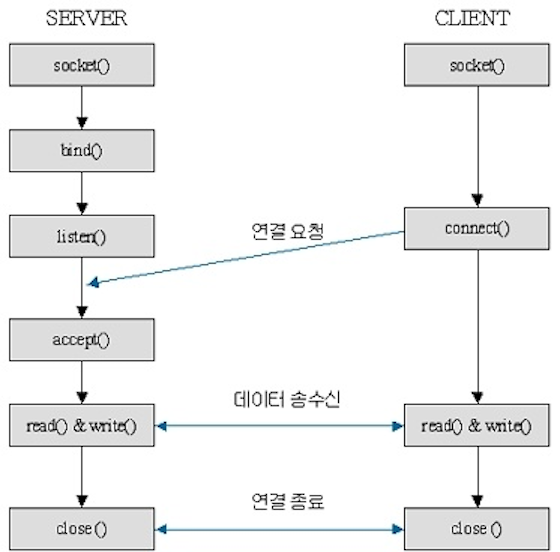 SERVER
CLIENT
socket()
socket()
bind()
listen()
연결 요청
connect()
accept()
데이터 송수신
read() & write()
read() & write()
연결 종료
close()
close()